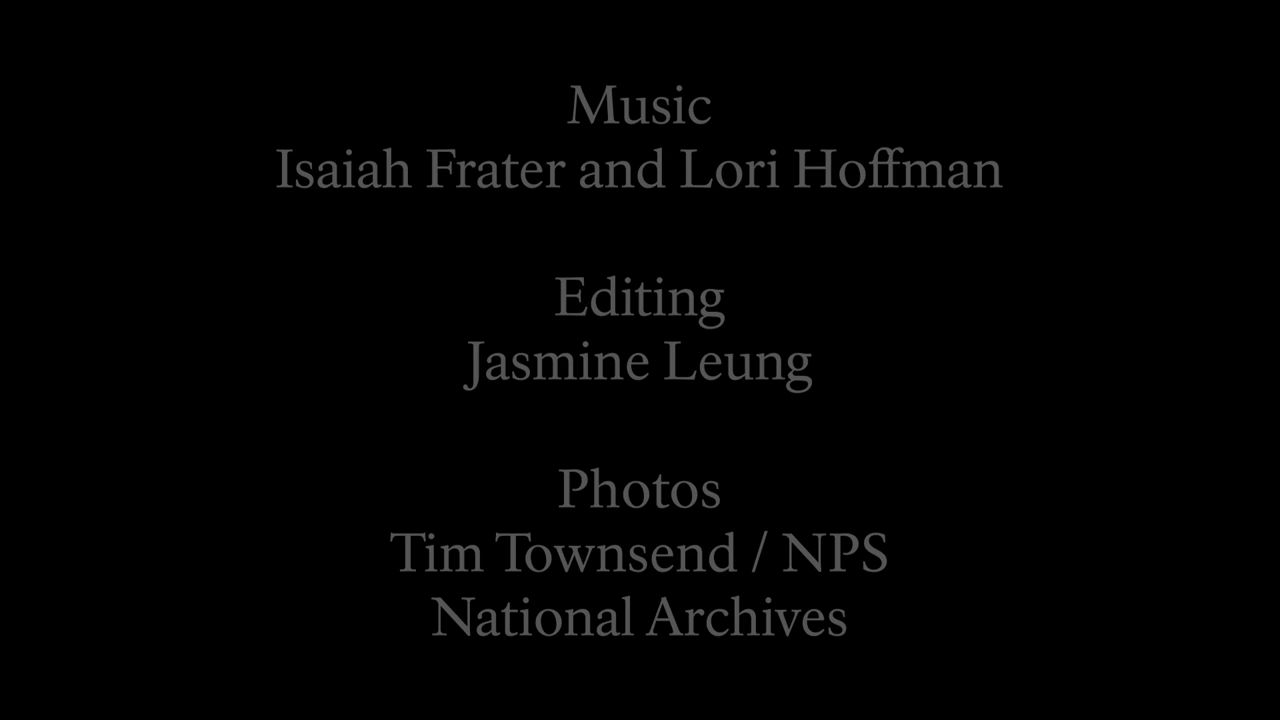 Music
Isaiah Frater and Lori Hoffman
Editing
Jasmine Leung
Photos
Tim Townsend / NPS
National Archives